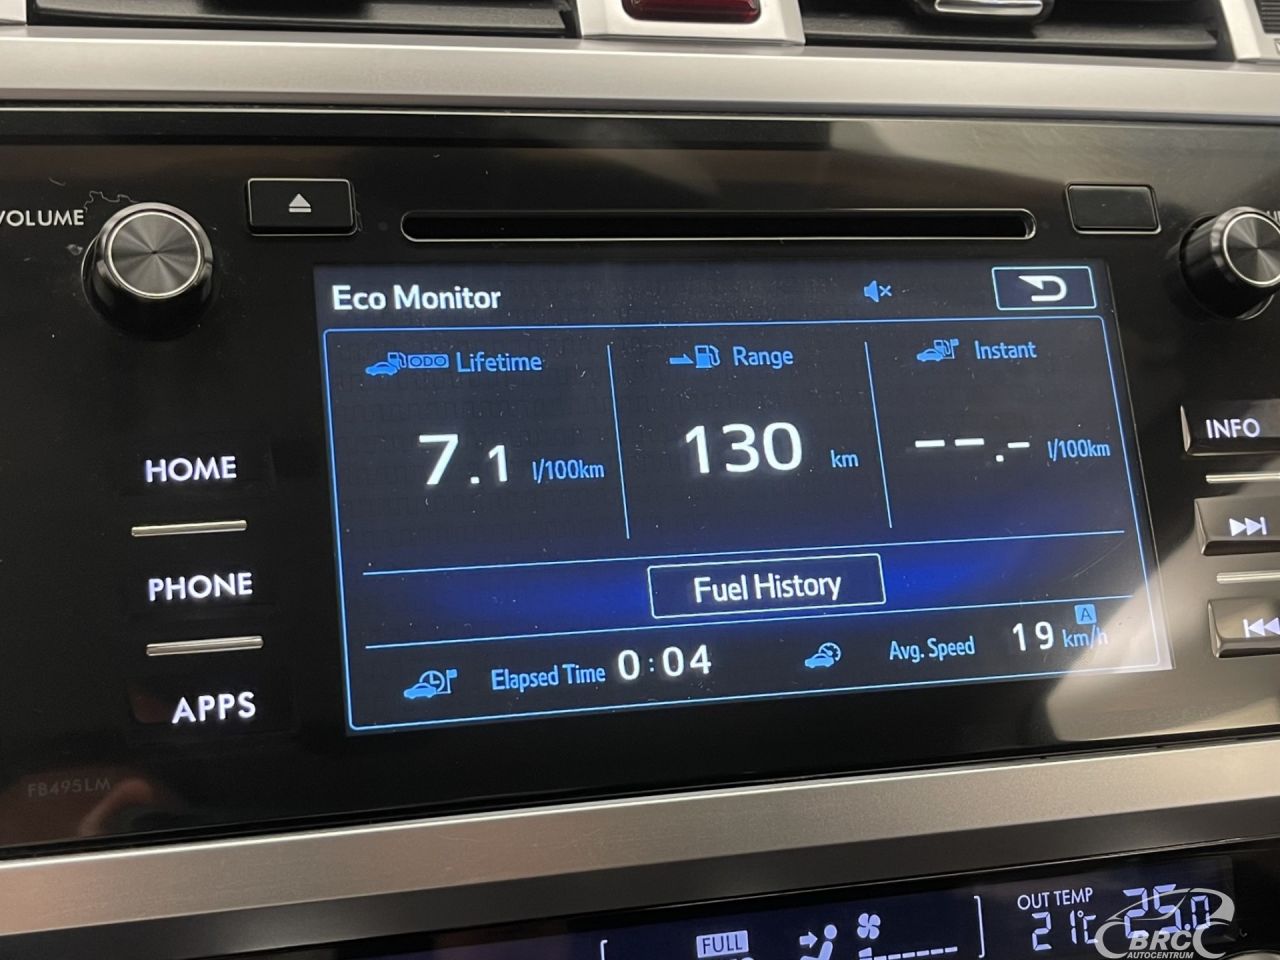 VOLUME
Eco Monitor
ODO Lifetime
Range
Instant
7.1 l/100km
130 km
--.- l/100km
Fuel History
Elapsed Time 0:04
Avg. Speed 19 km/h
A
HOME
PHONE
APPS
INFO
FB495LM
OUT TEMP
21°C
25.0
FULL
BRC
AUTOCENTRUM